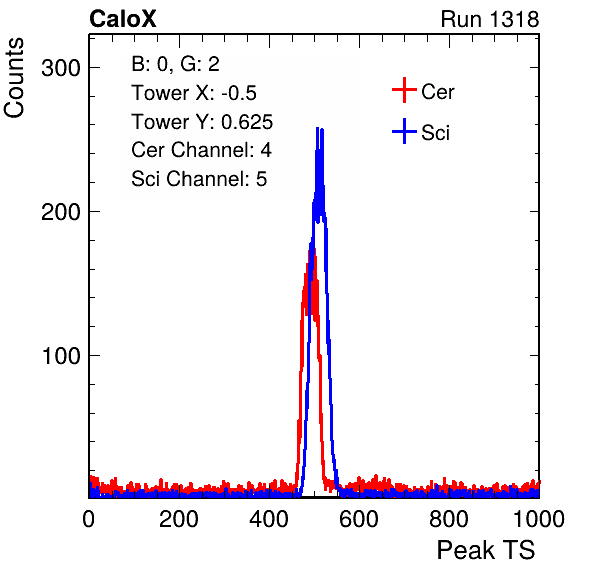 CaloX Run 1318
Counts
300
200
100
B: 0, G: 2
Tower X: -0.5
Tower Y: 0.625
Cer Channel: 4
Sci Channel: 5
Cer
Sci
0 200 400 600 800 1000
Peak TS